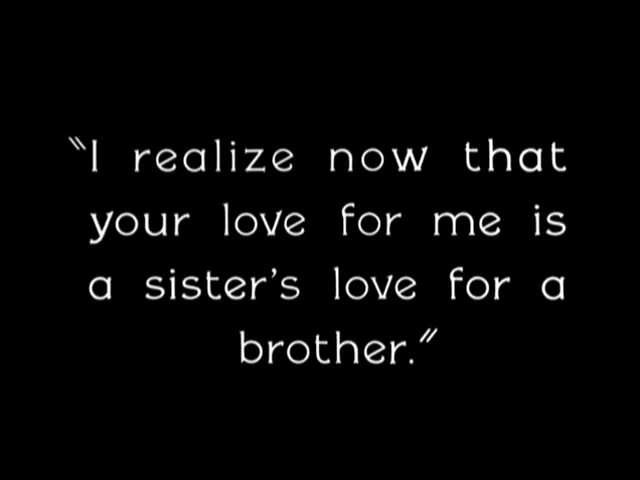 "I realize now that
your love for me is
a sister's love for a
brother."